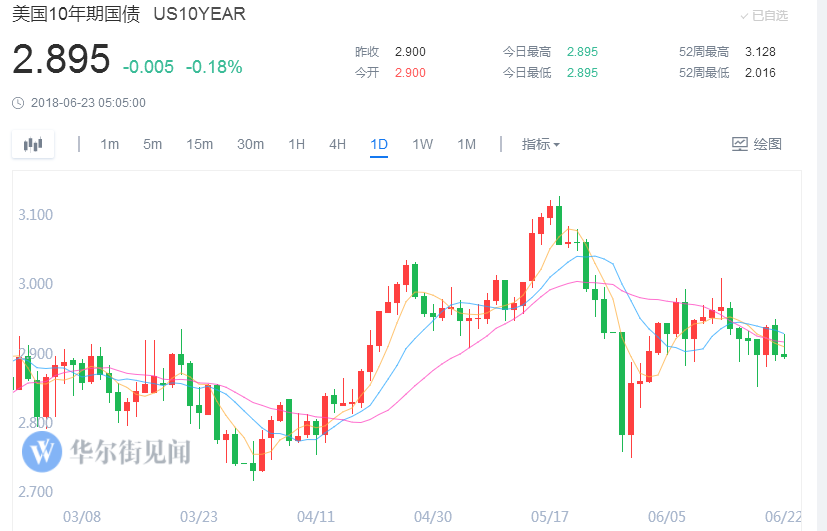 美国10年期国债 US10YEAR
✓已自选
2.895 -0.005 -0.18%
昨收 2.900 今日最高 2.895 52周最高 3.128
今开 2.900 今日最低 2.895 52周最低 2.016
2018-06-23 05:05:00
1m 5m 15m 30m 1H 4H 1D 1W 1M 指标 绘图
3.100
3.000
2.900
2.800
华尔街见闻
2.700
03/08 03/23 04/11 04/30 05/17 06/05 06/22